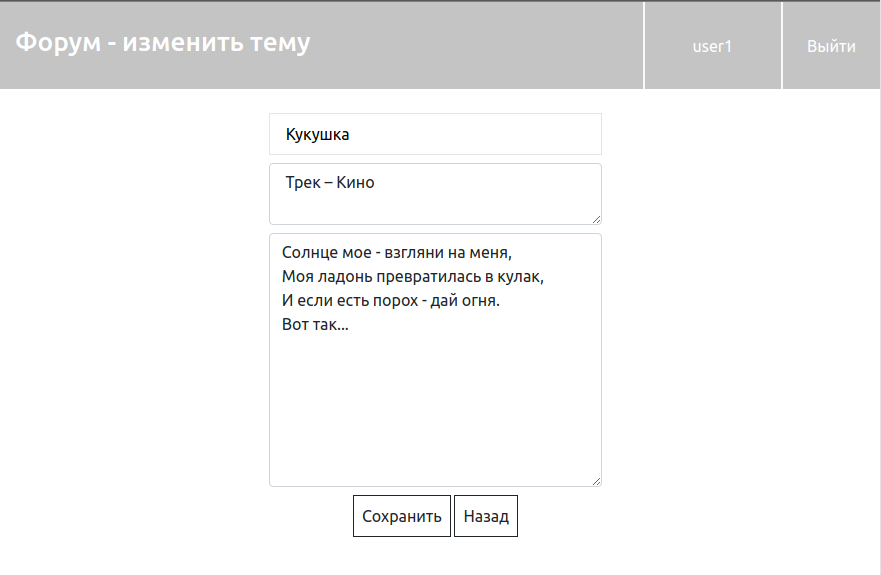 Форум - изменить тему
user1
Выйти
Кукушка
Трек – Кино
Солнце мое - взгляни на меня,
Моя ладонь превратилась в кулак,
И если есть порох - дай огня.
Вот так...
Сохранить
Назад